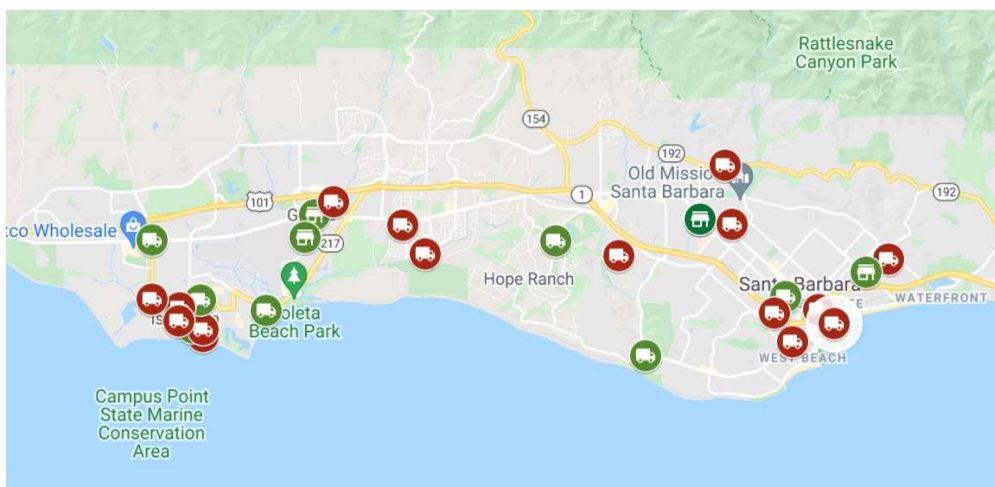 Rattlesnake
Canyon Park
154
192
Old Mission
Santa Barbara
1
192
101
tco Wholesale
217
Hope Ranch
Santa Barbara
WATERFRONT
Beach Park
WEST BEACH
Campus Point
State Marine
Conservation
Area